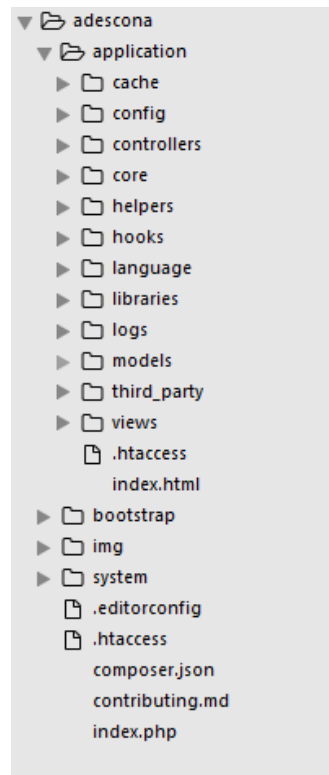 adescona
application
cache
config
controllers
core
helpers
hooks
language
libraries
logs
models
third_party
views
.htaccess
index.html
bootstrap
img
system
.editorconfig
.htaccess
composer.json
contributing.md
index.php